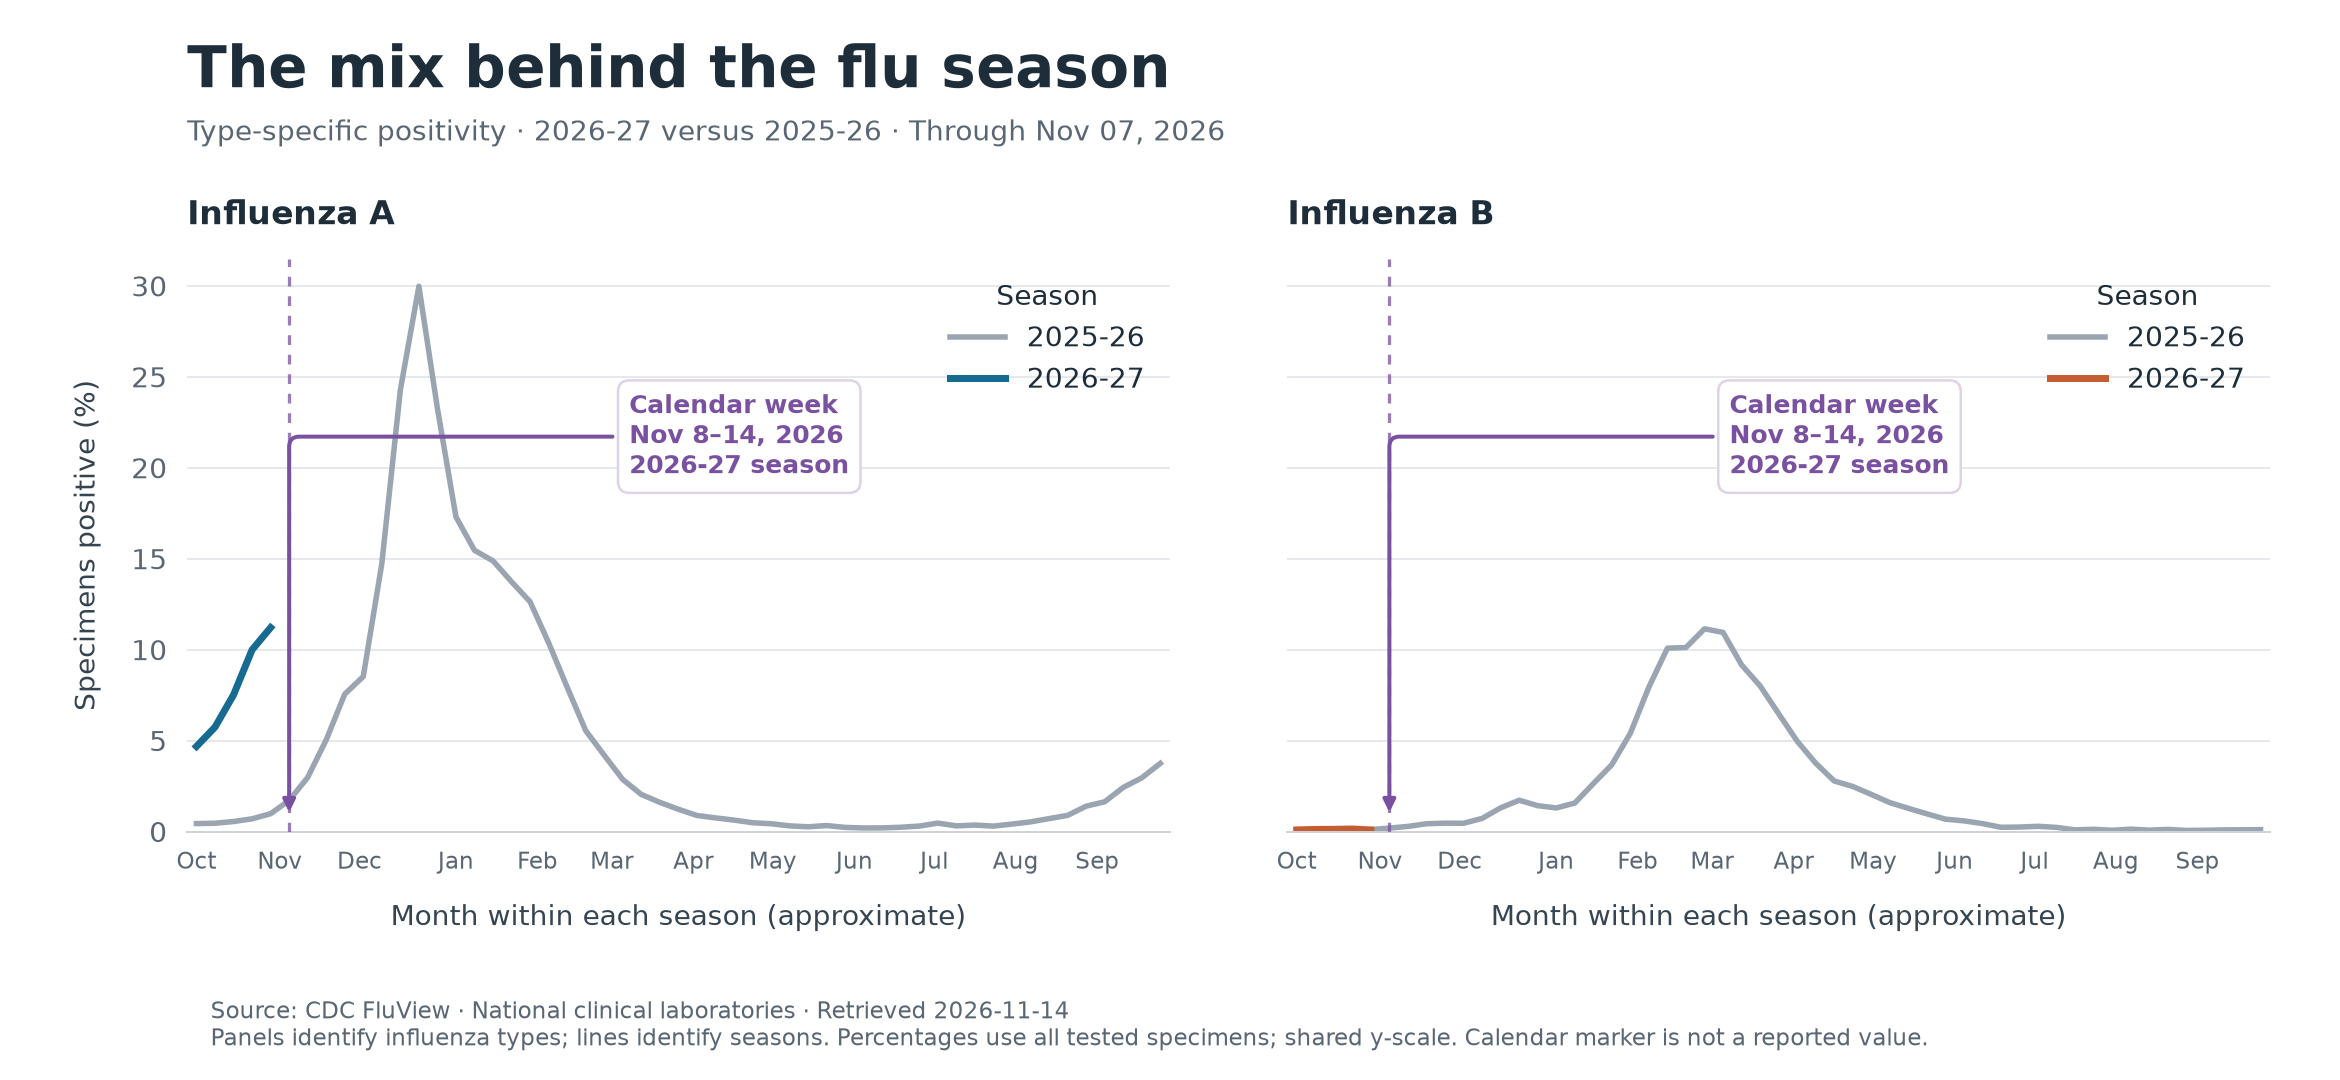 The mix behind the flu season
Type-specific positivity · 2026-27 versus 2025-26 · Through Nov 07, 2026
Influenza A
Specimens positive (%)
30
25
20
15
10
5
0
Season
2025-26
2026-27
Calendar week
Nov 8–14, 2026
2026-27 season
Oct Nov Dec Jan Feb Mar Apr May Jun Jul Aug Sep
Month within each season (approximate)
Influenza B
Season
2025-26
2026-27
Calendar week
Nov 8–14, 2026
2026-27 season
Oct Nov Dec Jan Feb Mar Apr May Jun Jul Aug Sep
Month within each season (approximate)
Source: CDC FluView · National clinical laboratories · Retrieved 2026-11-14
Panels identify influenza types; lines identify seasons. Percentages use all tested specimens; shared y-scale. Calendar marker is not a reported value.